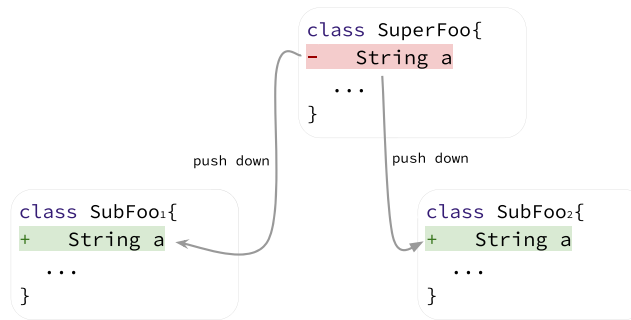 class SuperFoo{
-   String a
...
}
push down
push down
class SubFoo₁{
+   String a
...
}
class SubFoo₂{
+   String a
...
}